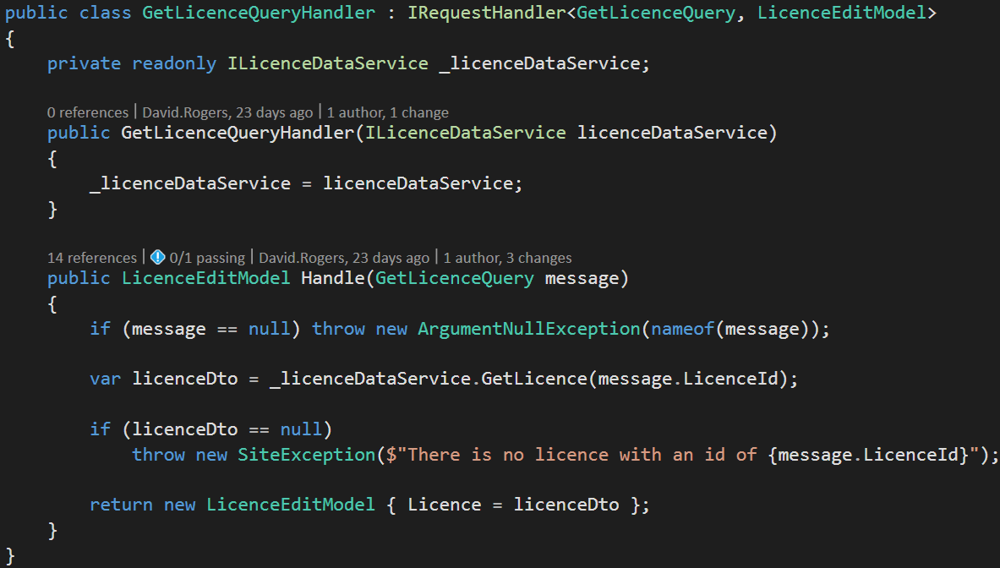 public class GetLicenceQueryHandler : IRequestHandler<GetLicenceQuery, LicenceEditModel>
{
    private readonly ILicenceDataService _licenceDataService;
    0 references | David.Rogers, 23 days ago | 1 author, 1 change
    public GetLicenceQueryHandler(ILicenceDataService licenceDataService)
    {
        _licenceDataService = licenceDataService;
    }
    14 references | 0/1 passing | David.Rogers, 23 days ago | 1 author, 3 changes
    public LicenceEditModel Handle(GetLicenceQuery message)
    {
        if (message == null) throw new ArgumentNullException(nameof(message));
        var licenceDto = _licenceDataService.GetLicence(message.LicenceId);
        if (licenceDto == null)
            throw new SiteException($"There is no licence with an id of {message.LicenceId}");
        return new LicenceEditModel { Licence = licenceDto };
    }
}